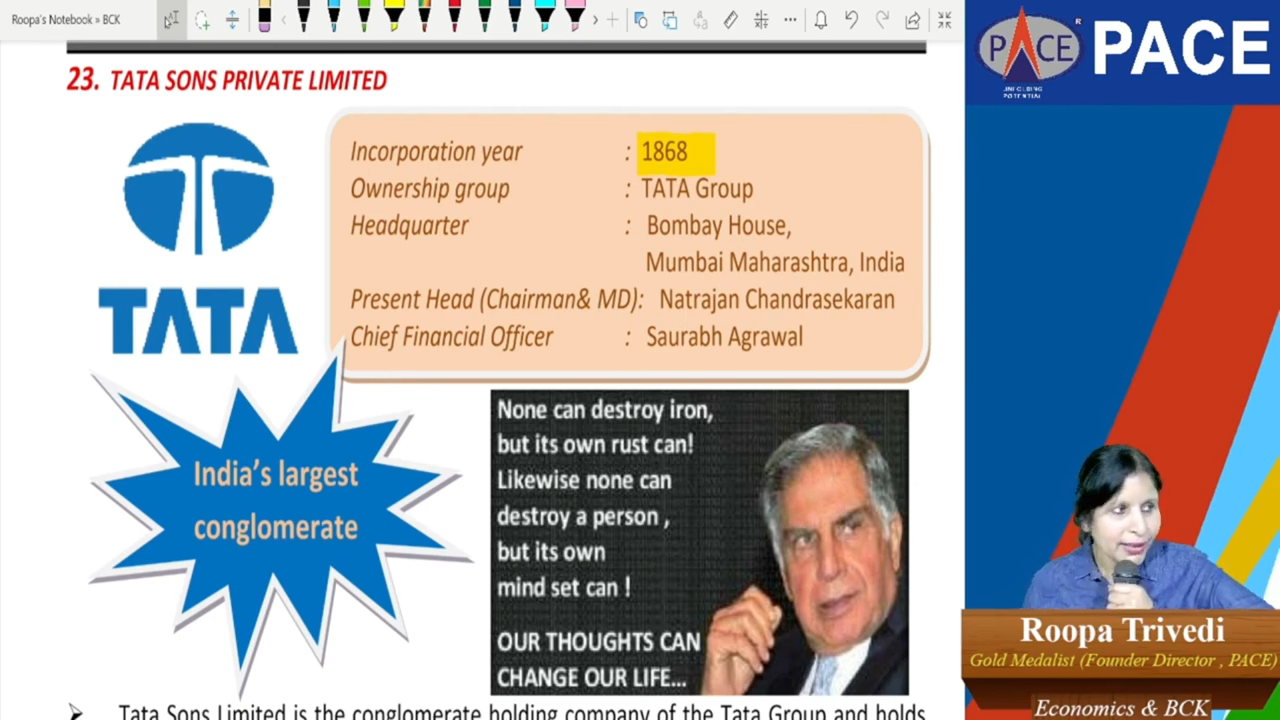 Roopa's Notebook » BCK
23. TATA SONS PRIVATE LIMITED
TATA
Incorporation year : 1868
Ownership group : TATA Group
Headquarter : Bombay House,
Mumbai Maharashtra, India
Present Head (Chairman& MD): Natrajan Chandrasekaran
Chief Financial Officer : Saurabh Agrawal
India's largest
conglomerate
None can destroy iron,
but its own rust can!
Likewise none can
destroy a person ,
but its own
mind set can !
OUR THOUGHTS CAN
CHANGE OUR LIFE...
➤ Tata Sons Limited is the conglomerate holding company of the Tata Group and holds
PACE
R
UNFOLDING
POTENTIAL
PACE
Roopa Trivedi
Gold Medalist (Founder Director , PACE)
Economics & BCK